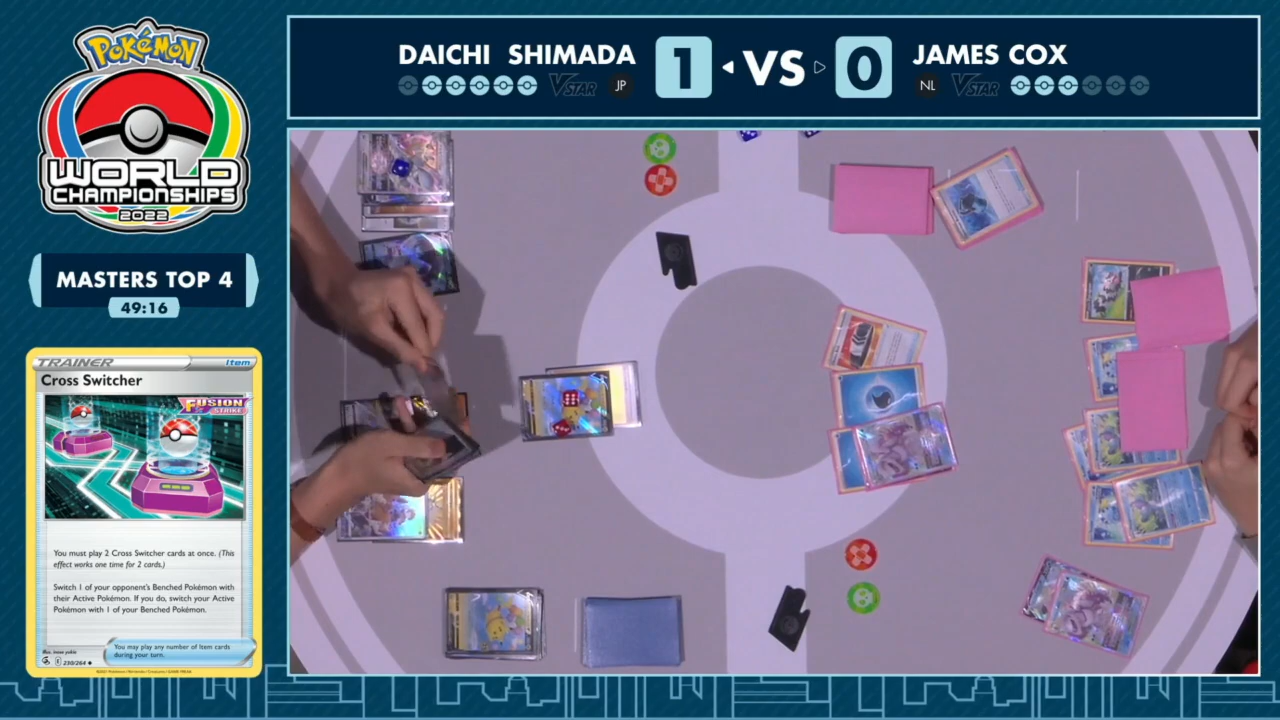 Pokémon
WORLD
CHAMPIONSHIPS
2022
MASTERS TOP 4
49:16
DAICHI SHIMADA
VSTAR
JP
1
VS
0
JAMES COX
NL
VSTAR
TRAINER
Item
Cross Switcher
FUSION
STRIKE
You must play 2 Cross Switcher cards at once. (This
effect works one time for 2 cards.)
Switch 1 of your opponent's Benched Pokémon with
their Active Pokémon. If you do, switch your Active
Pokémon with 1 of your Benched Pokémon.
You may play any number of Item cards
during your turn.
230/264